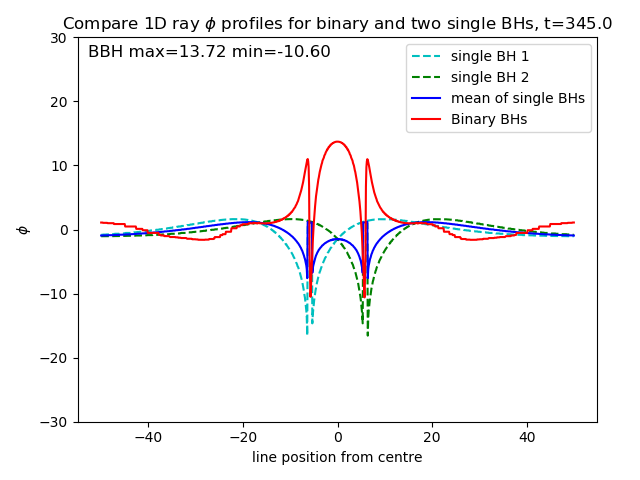 Compare 1D ray ϕ profiles for binary and two single BHs, t=345.0
BBH max=13.72 min=-10.60
single BH 1
single BH 2
mean of single BHs
Binary BHs
30
20
10
0
−10
−20
−30
ϕ
−40
−20
0
20
40
line position from centre